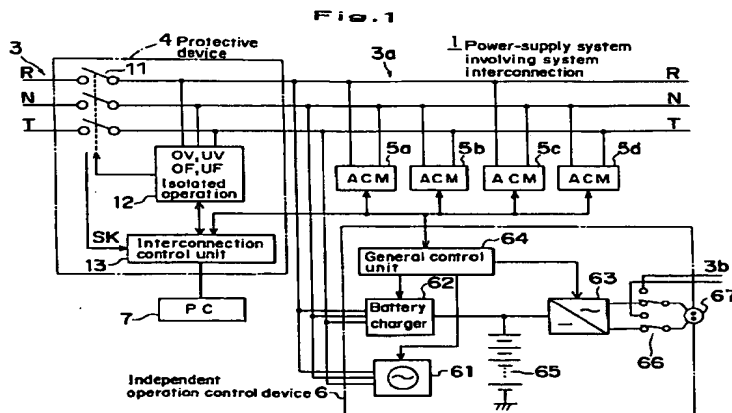 Fig.1
4 Protective device
3
11
3a
1 Power-supply system involving system interconnection
R
R
N
N
T
T
5a
5b
5c
5d
OV, UV
OF, UF
Isolated operation
12
ACM
ACM
ACM
ACM
SK
Interconnection control unit
13
General control unit
64
3b
7
PC
62
Battery charger
63
67
66
61
65
Independent operation control device 6